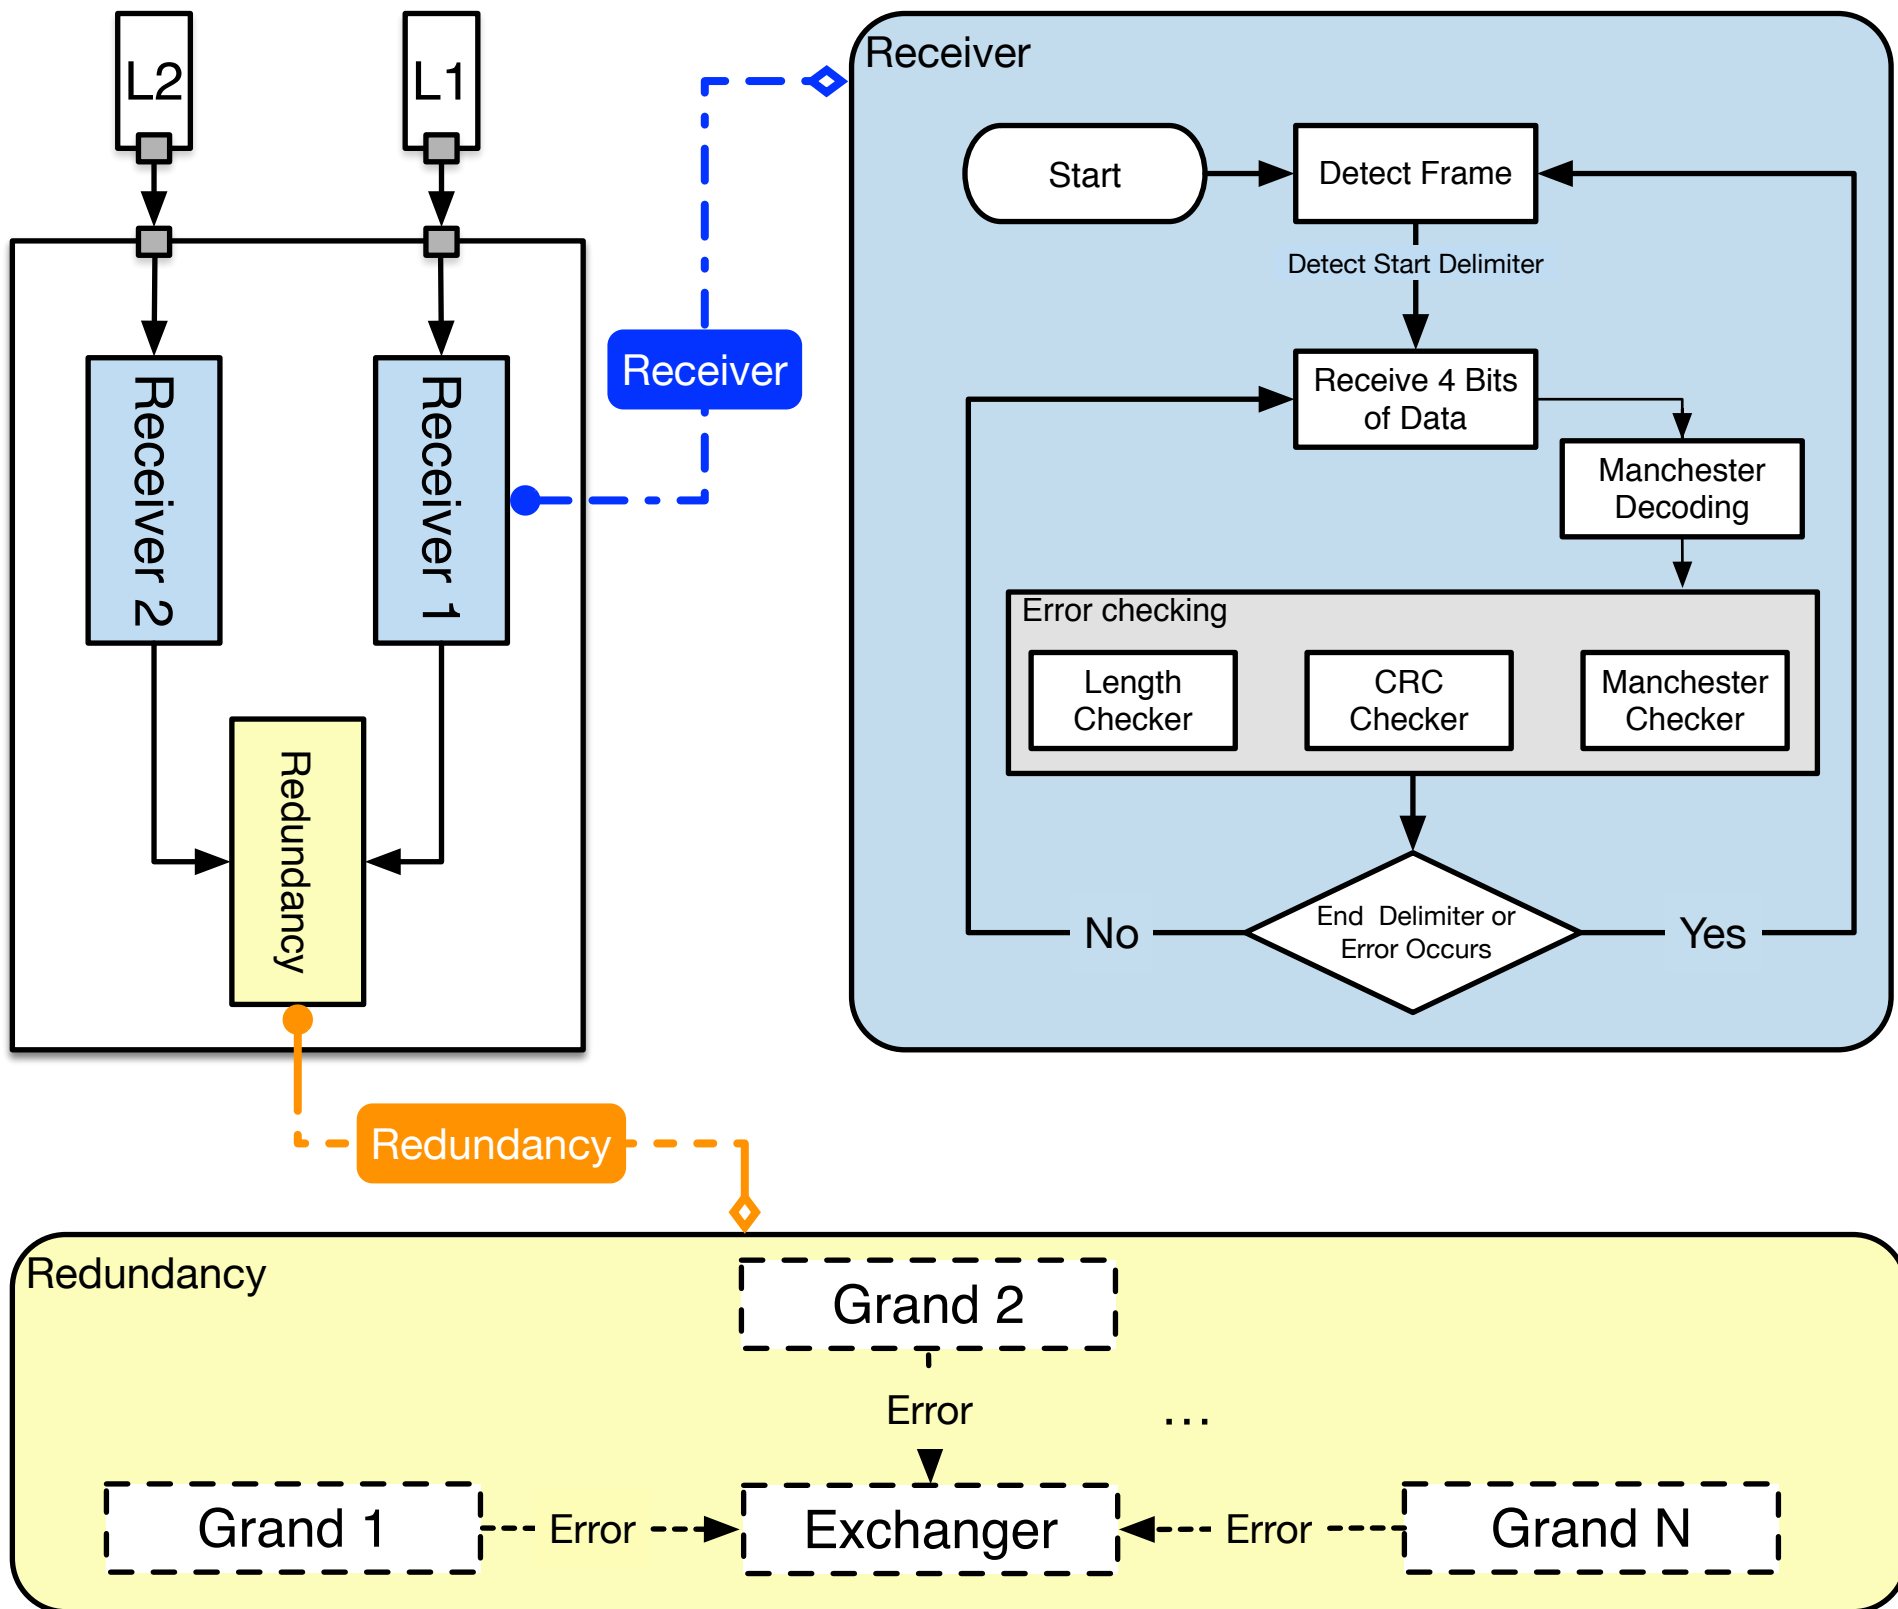 L2
L1
Receiver 2
Receiver 1
Redundancy
Receiver
Redundancy
Receiver
Start
Detect Frame
Detect Start Delimiter
Receive 4 Bits
of Data
Manchester
Decoding
Error checking
Length
Checker
CRC
Checker
Manchester
Checker
End Delimiter or
Error Occurs
No
Yes
Redundancy
Grand 2
Error
...
Grand 1
Error
Exchanger
Error
Grand N